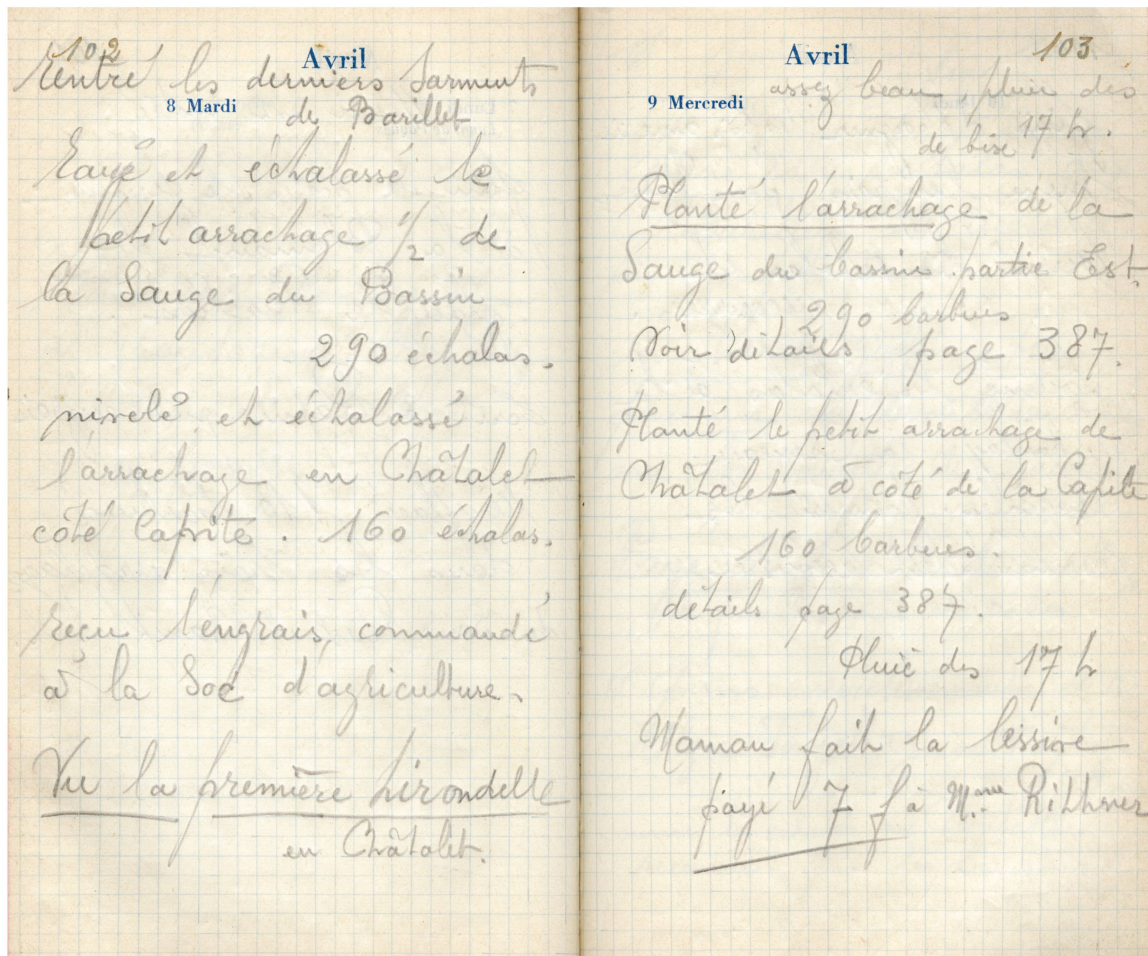 102
Avril
Rentré les derniers sarments
8 Mardi
de Barillet
Rayé et échalassé le
petit arrachage 1/2 de
la Sauge du Bassin
290 échalas.
nivelé et échalassé
l'arrachage en Châtalet
côté Capite. 160 échalas.
reçu l'engrais, commandé
à la Soc d'agriculture.
Vu la première hirondelle
en Châtalet.
Avril
103
9 Mercredi
assez beau, pluie dès
de bise 17 h.
Planté l'arrachage de la
Sauge du bassin partie Est.
290 barbues
Voir détails page 387.
Planté le petit arrachage de
Châtalet à côté de la Capite
160 barbues.
détails page 387.
Pluie dès 17 h
Maman fait la lessive
payé 7 f à Mme